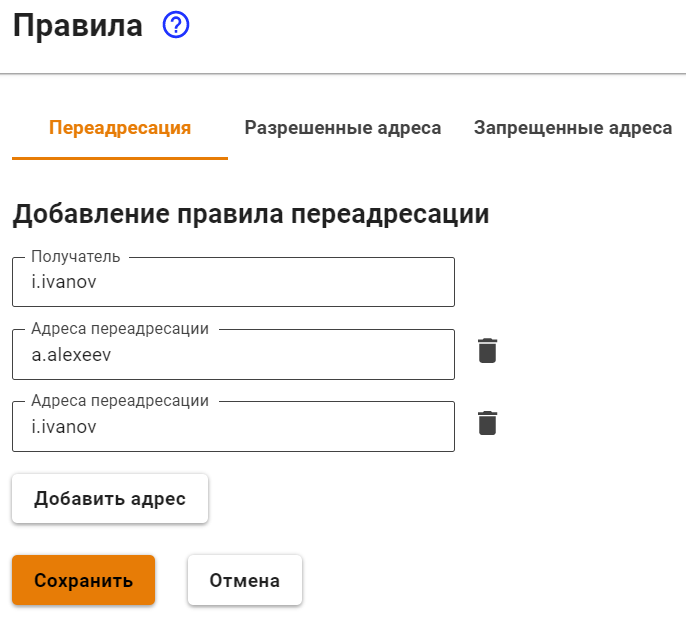 Правила
Переадресация Разрешенные адреса Запрещенные адреса
Добавление правила переадресации
Получатель
i.ivanov
Адреса переадресации
a.alexeev
Адреса переадресации
i.ivanov
Добавить адрес
Сохранить Отмена